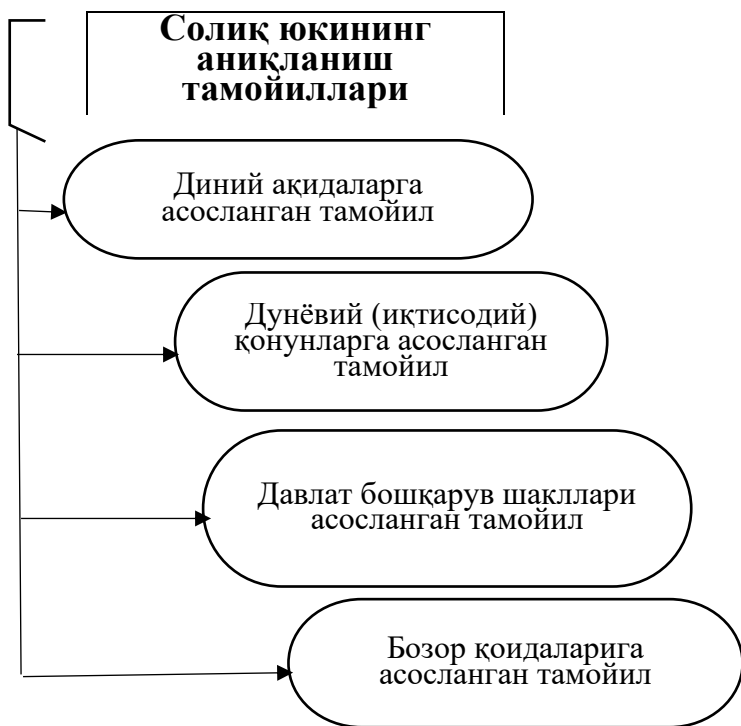 Солиқ юкининг
аниқланиш
тамойиллари
Диний ақидаларга
асосланган тамойил
Дунёвий (иқтисодий)
қонунларга асосланган
тамойил
Давлат бошқарув шакллари
асосланган тамойил
Бозор қоидаларига
асосланган тамойил